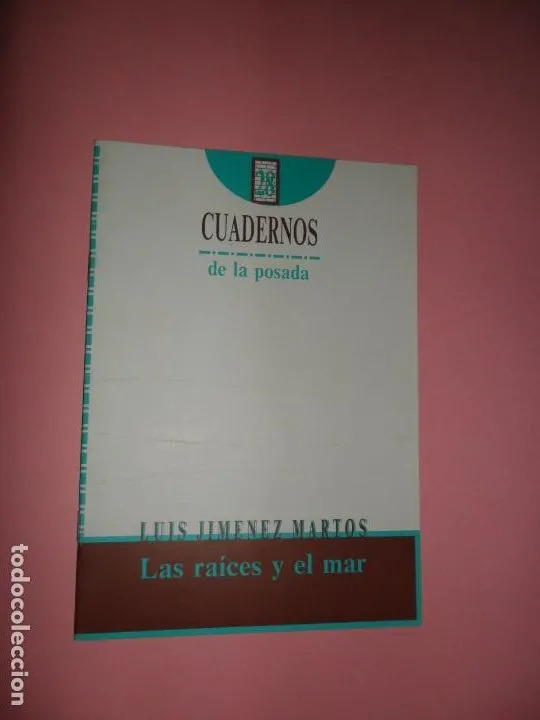 CUADERNOS
de la posada
LUIS JIMENEZ MARTOS
Las raíces y el mar
todocoleccion